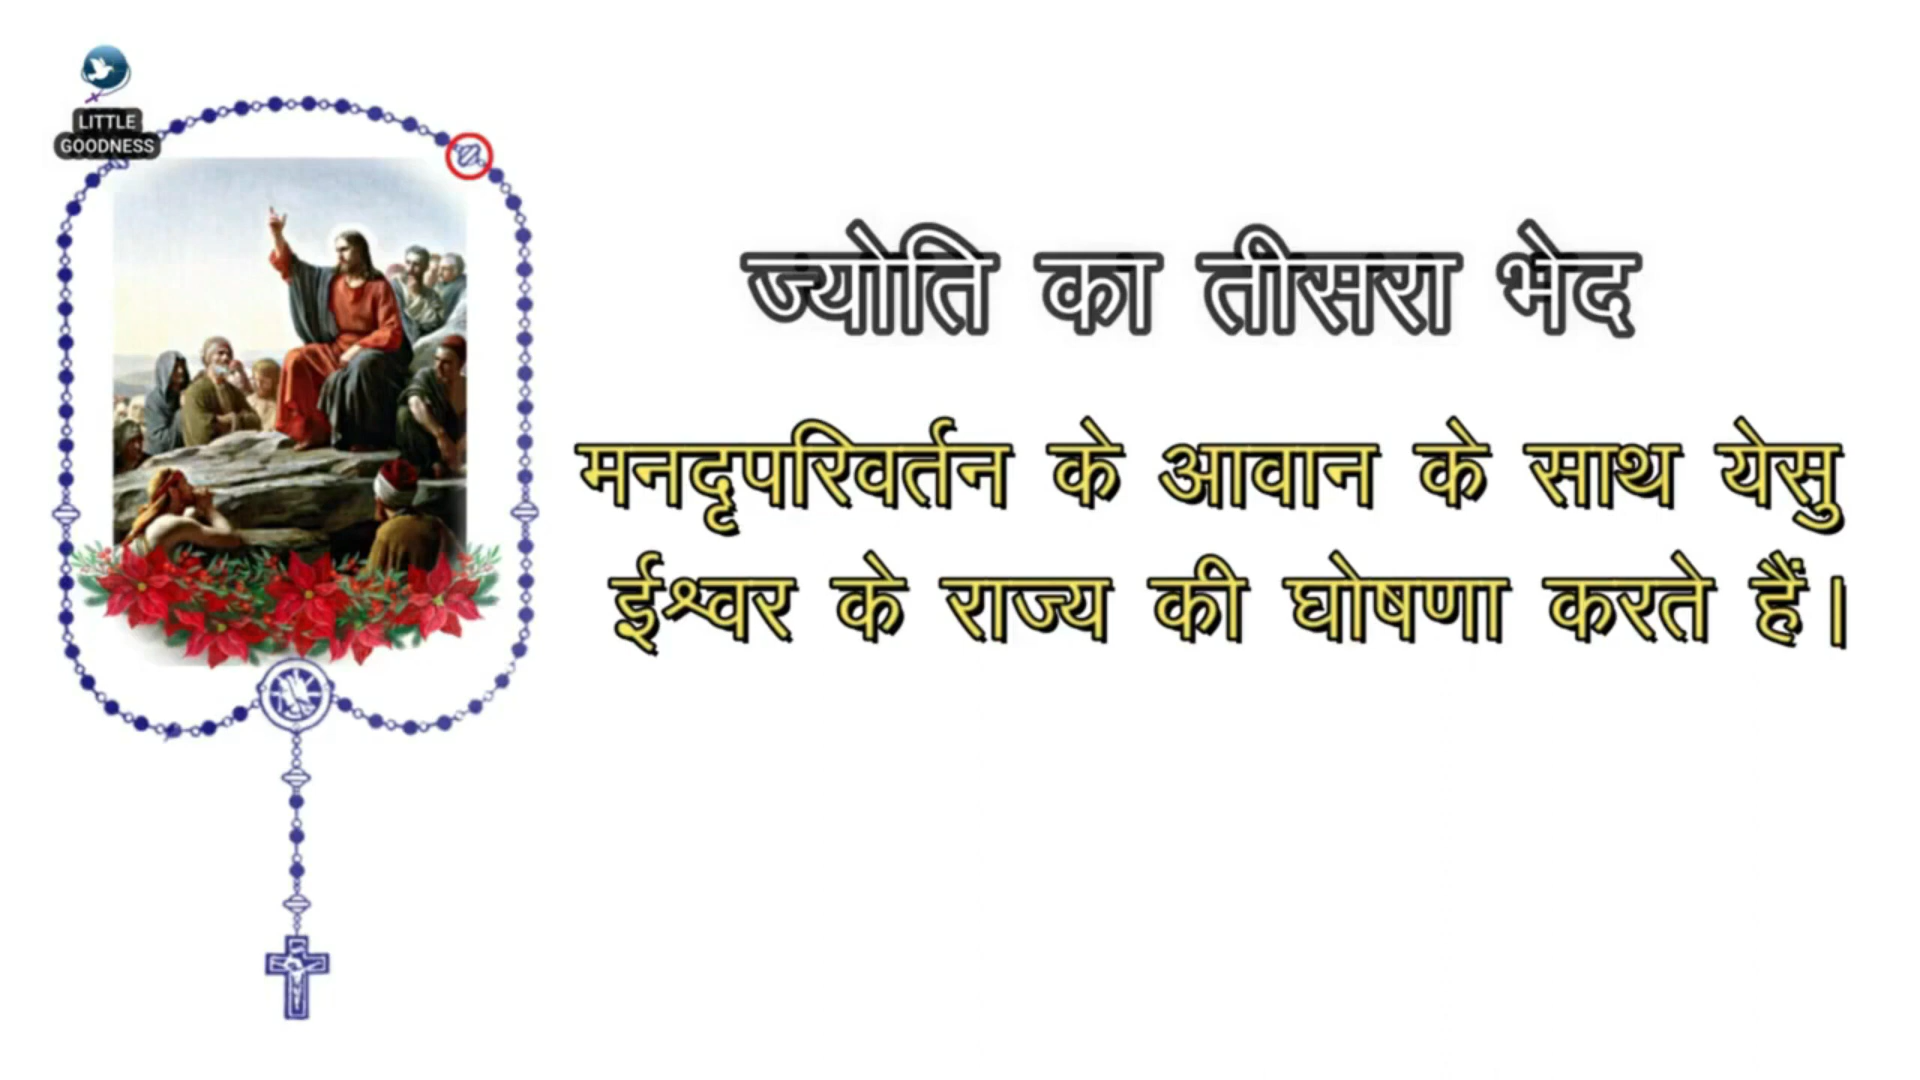 LITTLE
GOODNESS
ज्योति का तीसरा भेद
मनदृपरिवर्तन के आवान के साथ येसु
ईश्वर के राज्य की घोषणा करते हैं।